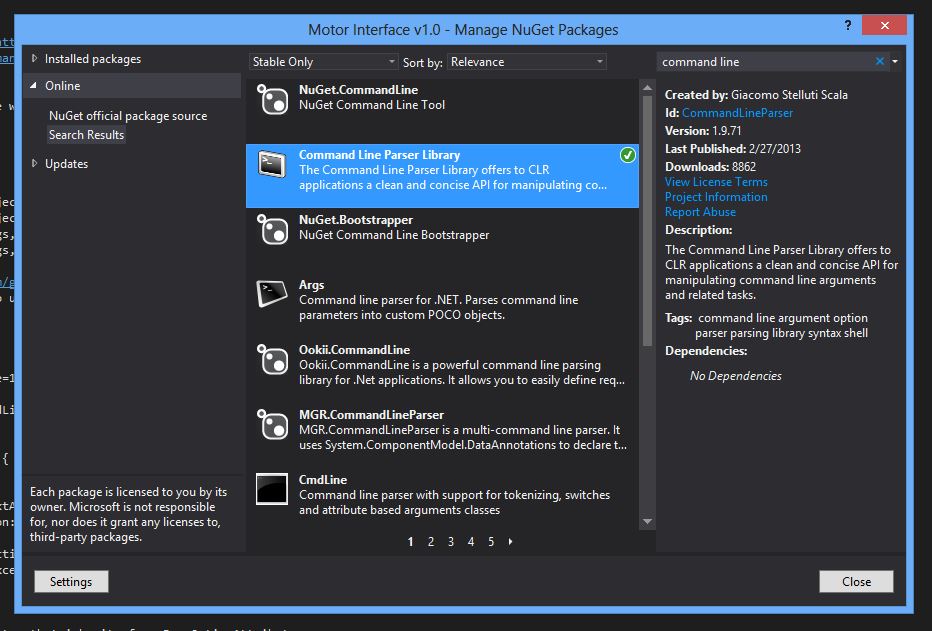 Motor Interface v1.0 - Manage NuGet Packages
?
Installed packages
Online
NuGet official package source
Search Results
Updates
Each package is licensed to you by its
owner. Microsoft is not responsible
for, nor does it grant any licenses to,
third-party packages.
Settings
Stable Only
Sort by: Relevance
NuGet.CommandLine
NuGet Command Line Tool
Command Line Parser Library
The Command Line Parser Library offers to CLR
applications a clean and concise API for manipulating co...
NuGet.Bootstrapper
NuGet Command Line Bootstrapper
Args
Command line parser for .NET. Parses command line
parameters into custom POCO objects.
Ookii.CommandLine
Ookii.CommandLine is a powerful command line parsing
library for .Net applications. It allows you to easily define req...
MGR.CommandLineParser
MGR.CommandLineParser is a multi-command line parser. It
uses System.ComponentModel.DataAnnotations to declare t...
CmdLine
Command line parser with support for tokenizing, switches
and attribute based arguments classes
1 2 3 4 5
command line
Created by: Giacomo Stelluti Scala
Id: CommandLineParser
Version: 1.9.71
Last Published: 2/27/2013
Downloads: 8862
View License Terms
Project Information
Report Abuse
Description:
The Command Line Parser Library offers to
CLR applications a clean and concise API for
manipulating command line arguments
and related tasks.
Tags: command line argument option
parser parsing library syntax shell
Dependencies:
No Dependencies
Close